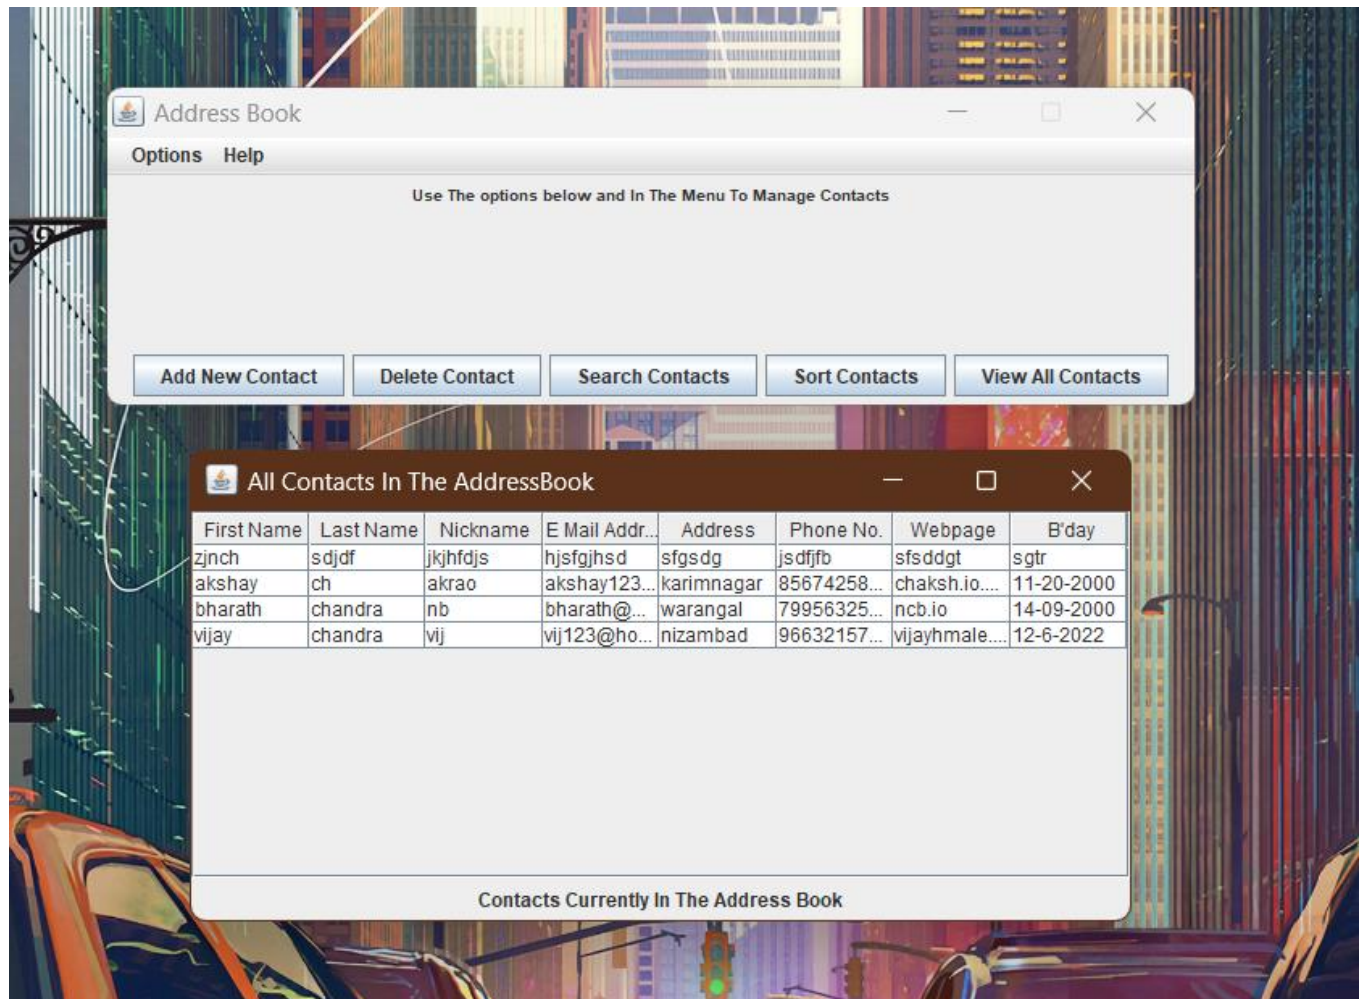 Address Book
Options Help
Use The options below and In The Menu To Manage Contacts
Add New Contact Delete Contact Search Contacts Sort Contacts View All Contacts
All Contacts In The AddressBook
First Name Last Name Nickname E Mail Addr... Address Phone No. Webpage B'day
zjnch sdjdf jkjhfdjs hjsfgjhsd sfgsdg jsdfjfb sfsddgt sgtr
akshay ch akrao akshay123... karimnagar 85674258... chaksh.io.... 11-20-2000
bharath chandra nb bharath@... warangal 79956325... ncb.io 14-09-2000
vijay chandra vij vij123@ho... nizambad 96632157... vijayhmale.... 12-6-2022
Contacts Currently In The Address Book